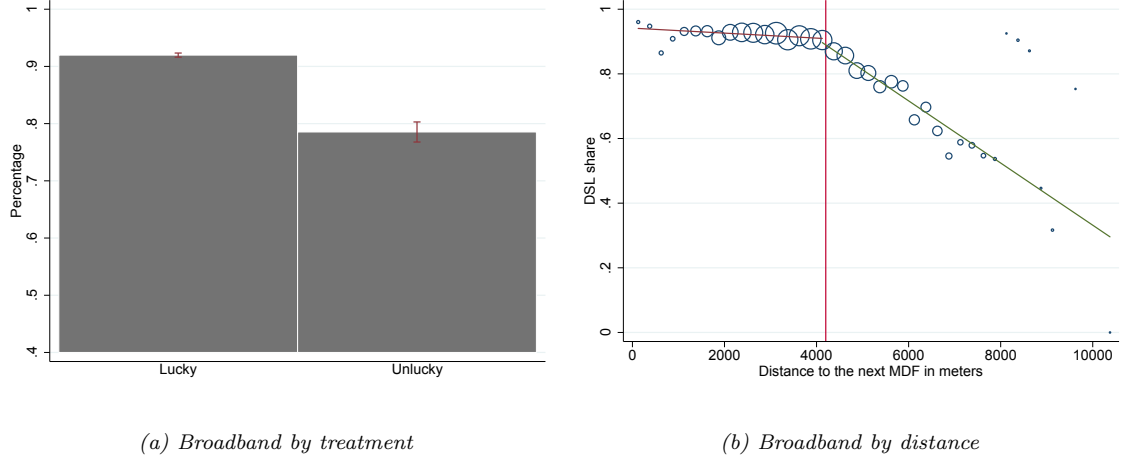 1
.9
.8
.7
.6
.5
.4
Percentage
Lucky
Unlucky
(a) Broadband by treatment
1
.8
.6
.4
.2
0
DSL share
0
2000
4000
6000
8000
10000
Distance to the next MDF in meters
(b) Broadband by distance